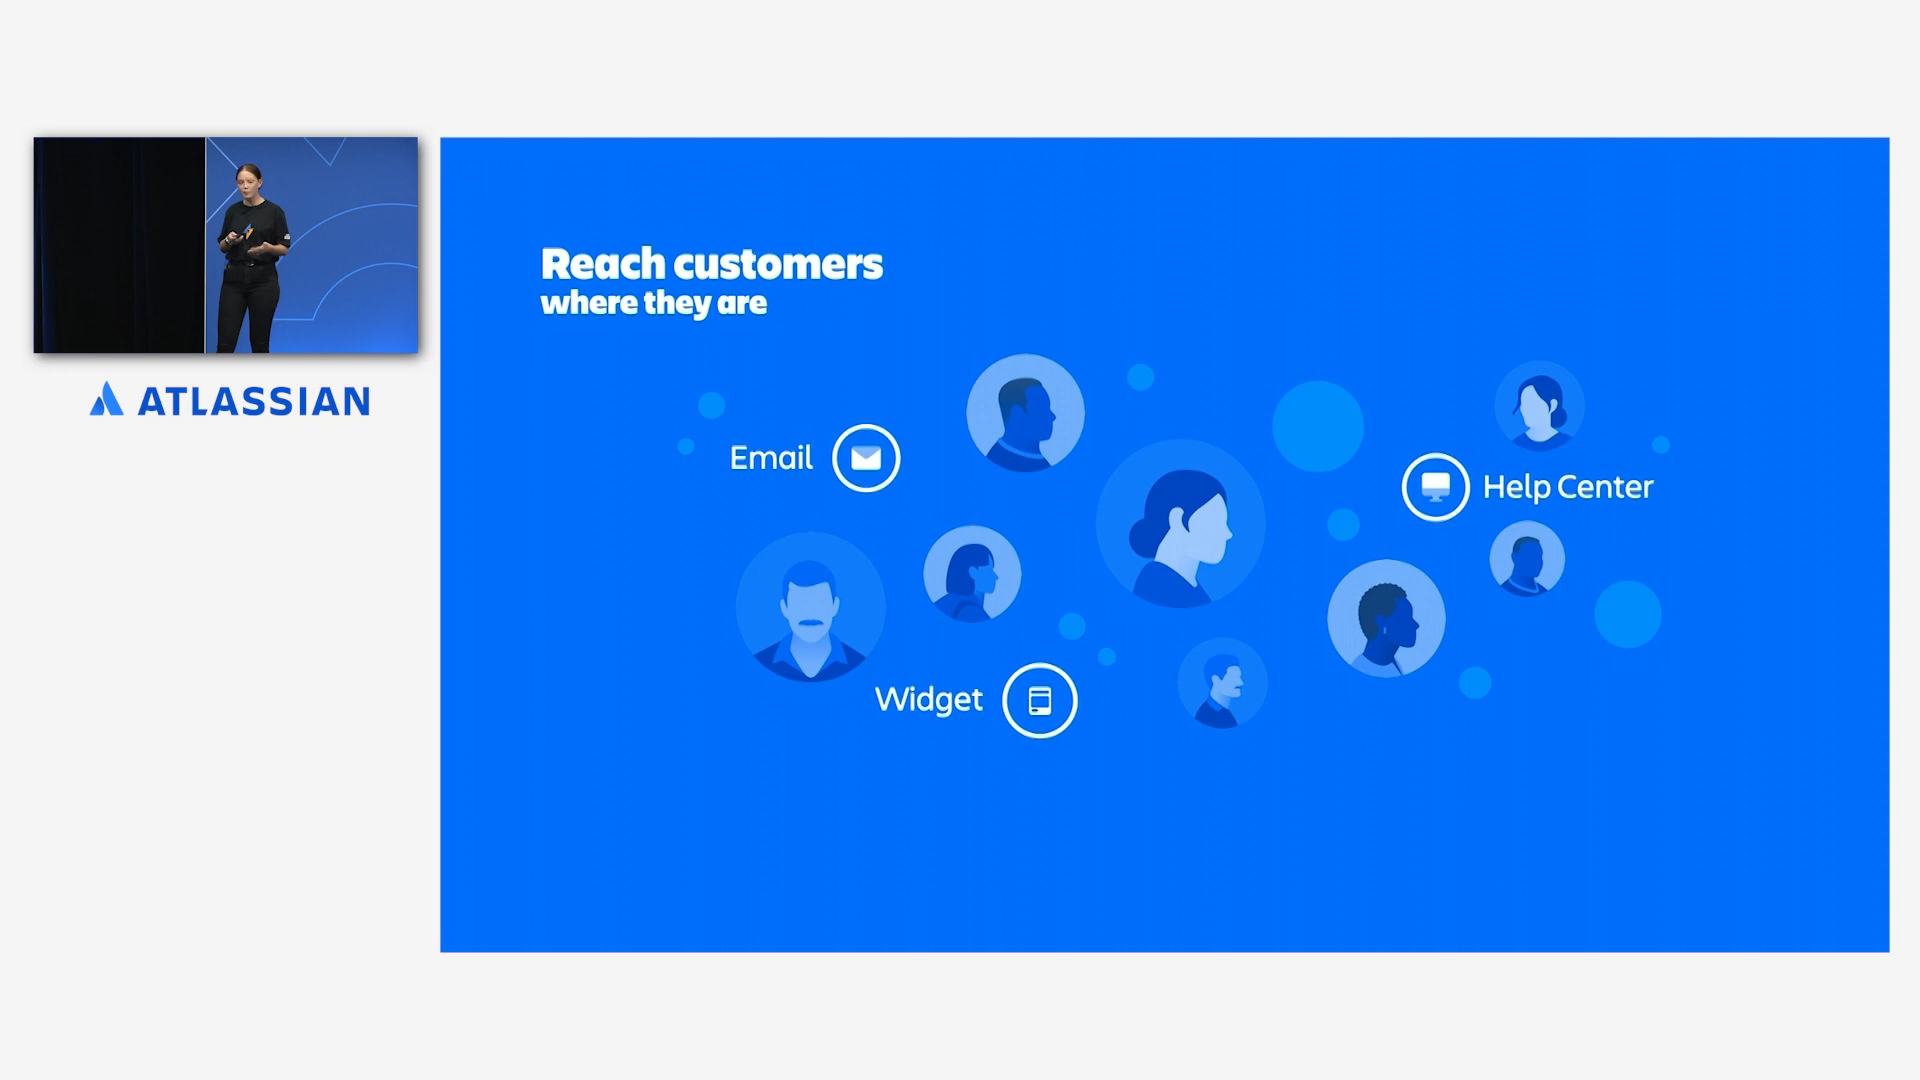 ATLASSIAN
Reach customers
where they are
Email
Help Center
Widget